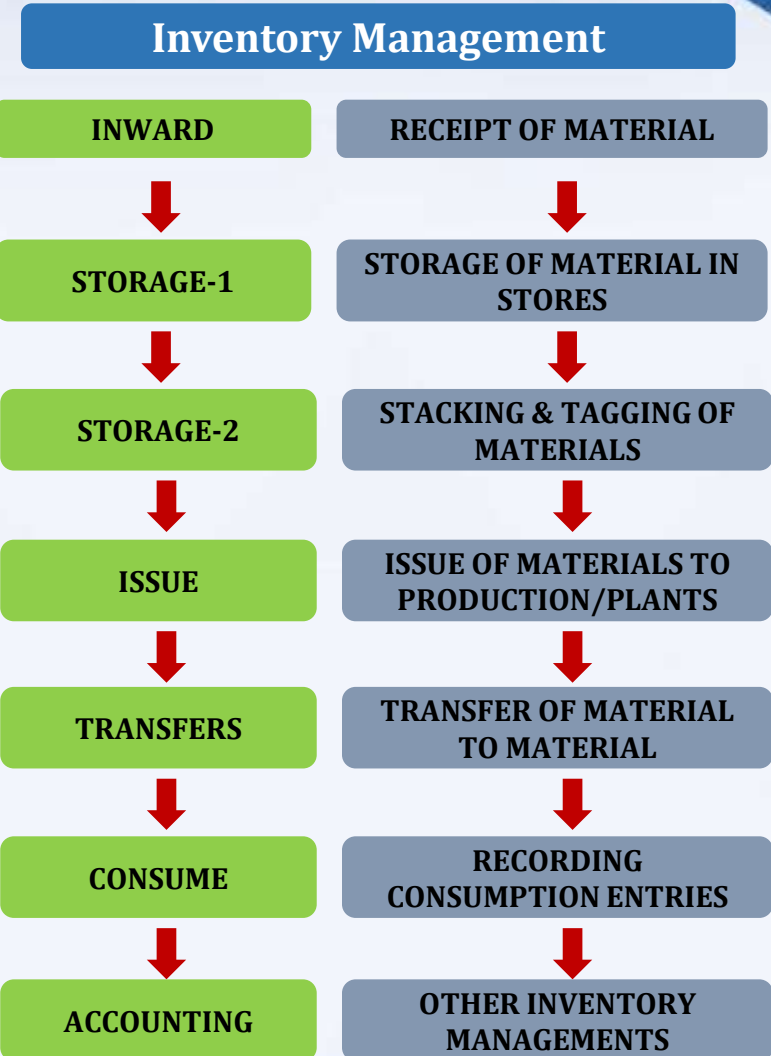 Inventory Management
INWARD
RECEIPT OF MATERIAL
STORAGE-1
STORAGE OF MATERIAL IN
STORES
STORAGE-2
STACKING & TAGGING OF
MATERIALS
ISSUE
ISSUE OF MATERIALS TO
PRODUCTION/PLANTS
TRANSFERS
TRANSFER OF MATERIAL
TO MATERIAL
CONSUME
RECORDING
CONSUMPTION ENTRIES
ACCOUNTING
OTHER INVENTORY
MANAGEMENTS